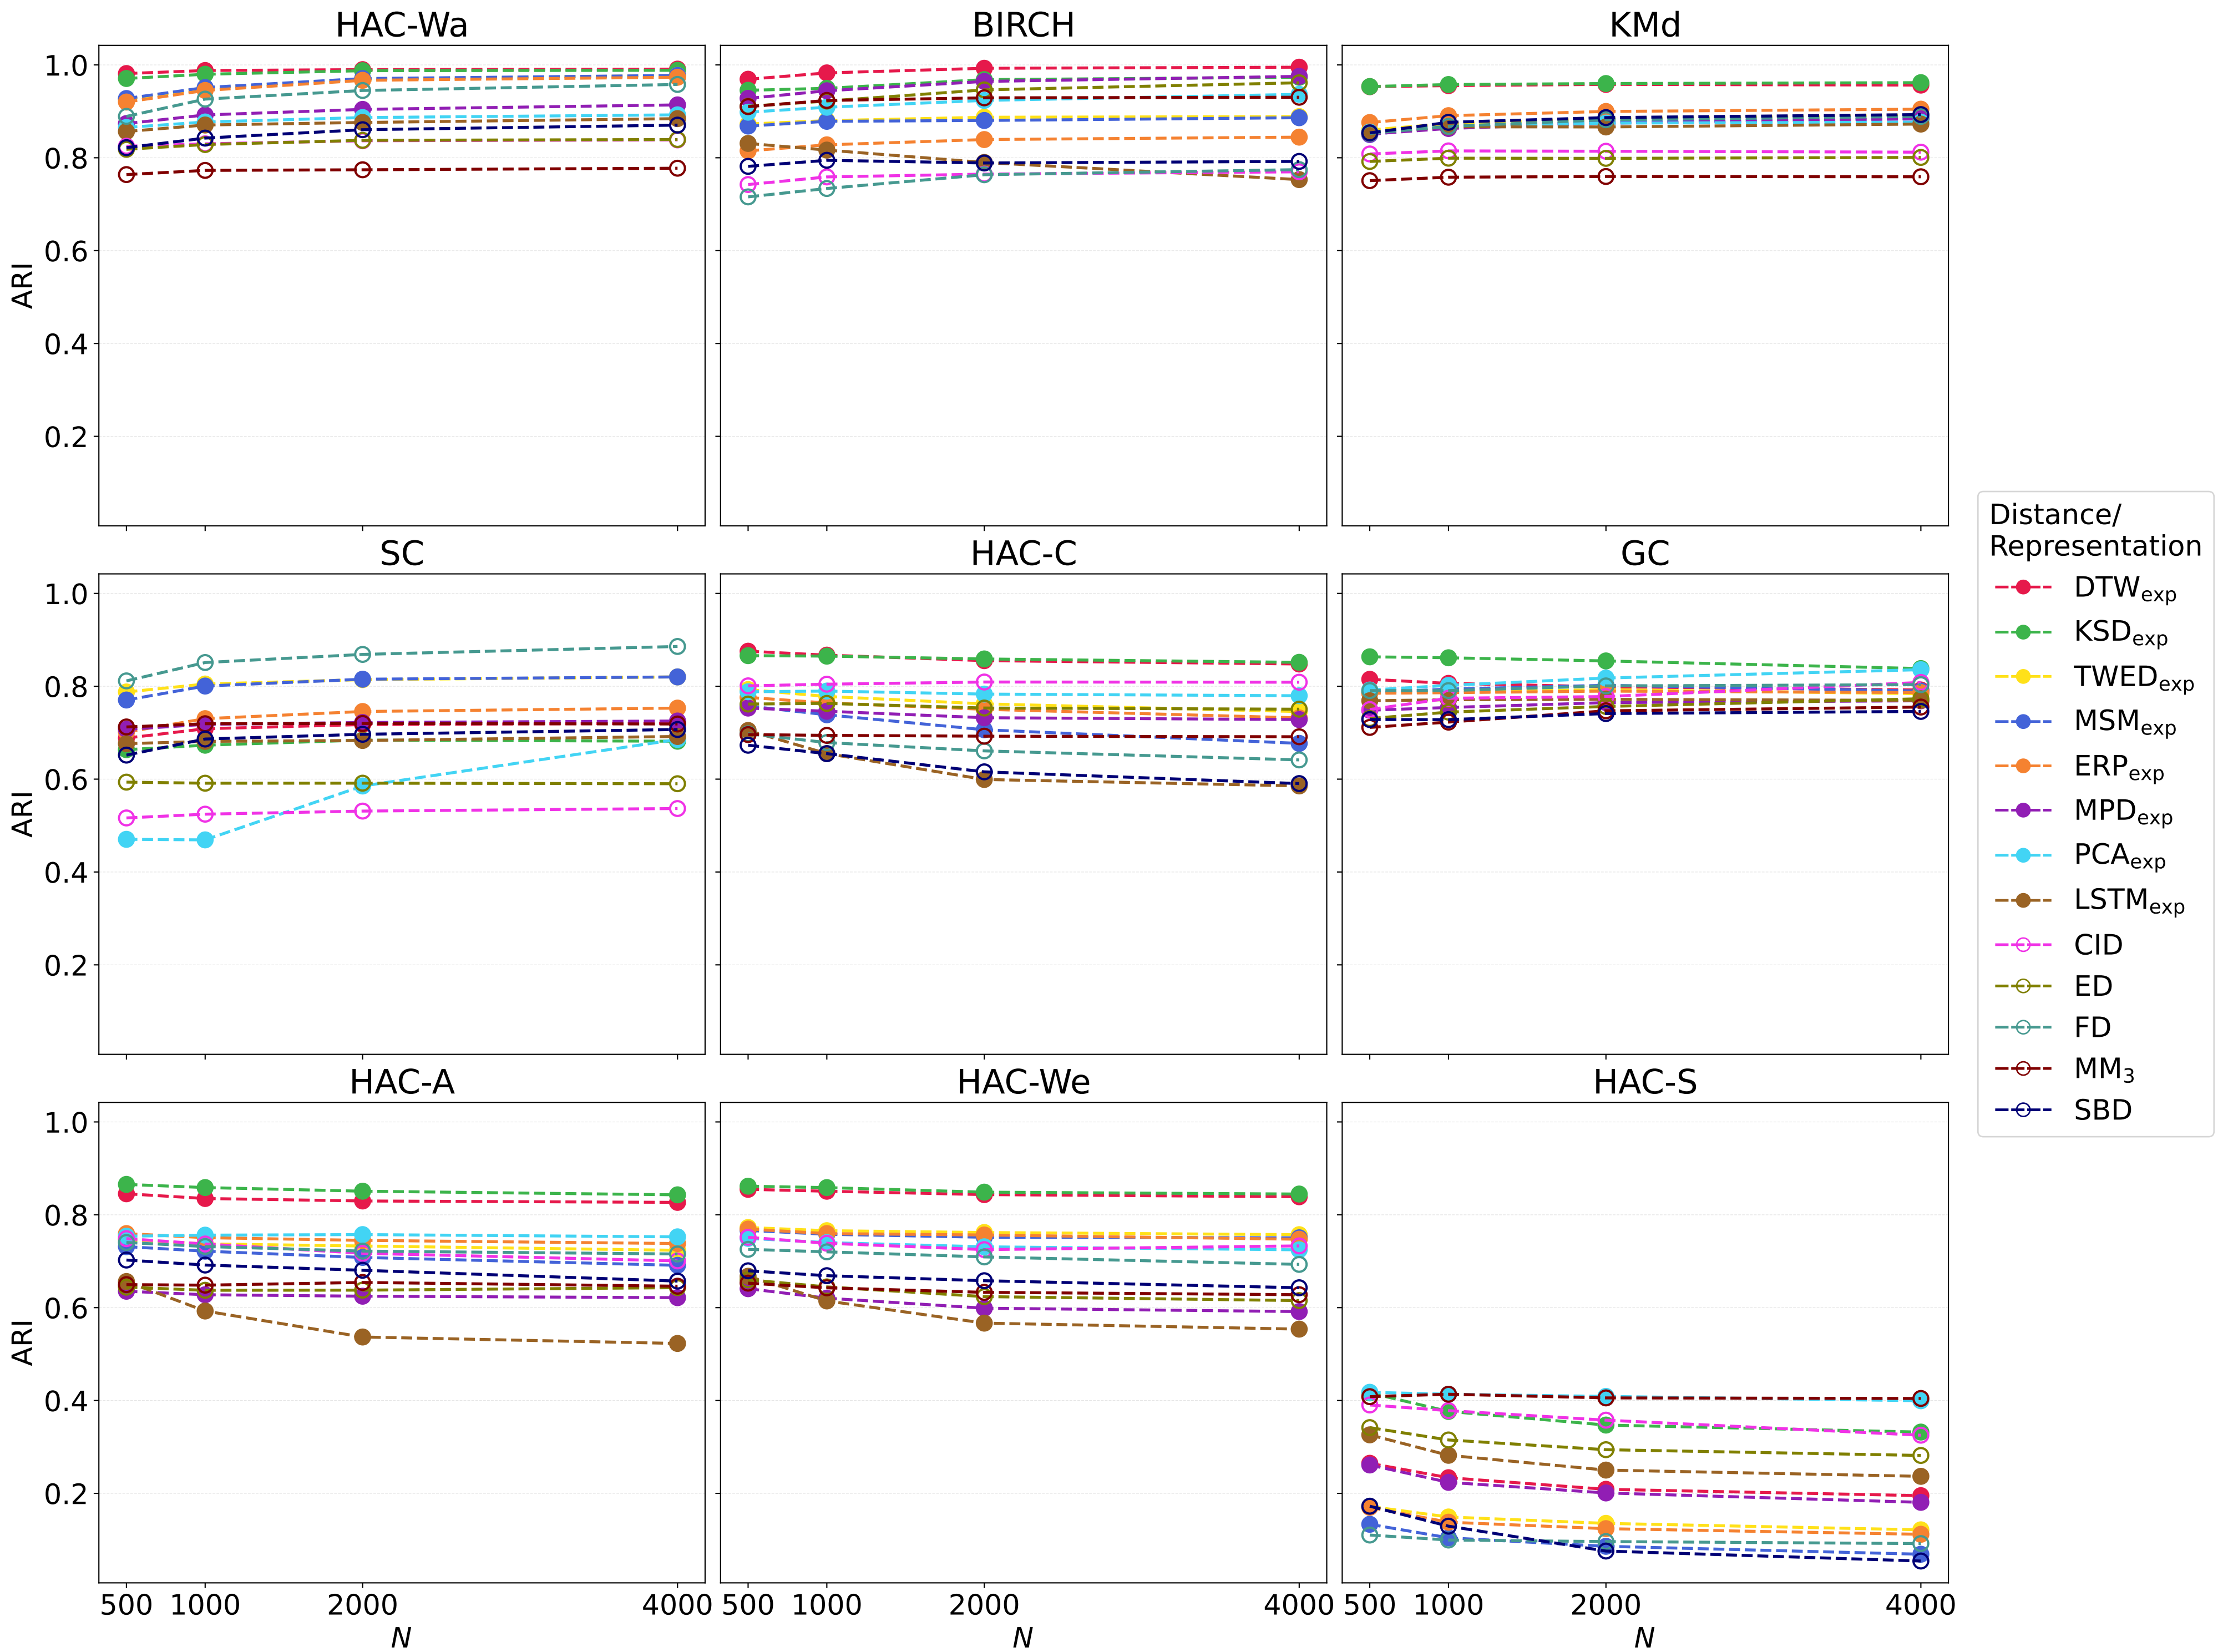 HAC-Wa
BIRCH
KMd
1.0
0.8
0.6
0.4
0.2
ARI
SC
HAC-C
GC
1.0
0.8
0.6
0.4
0.2
ARI
HAC-A
HAC-We
HAC-S
1.0
0.8
0.6
0.4
0.2
ARI
500 1000 2000 4000
500 1000 2000 4000
500 1000 2000 4000
N
N
N
Distance/
Representation
DTWexp
KSDexp
TWEDexp
MSMexp
ERPexp
MPDexp
PCAexp
LSTMexp
CID
ED
FD
MM3
SBD